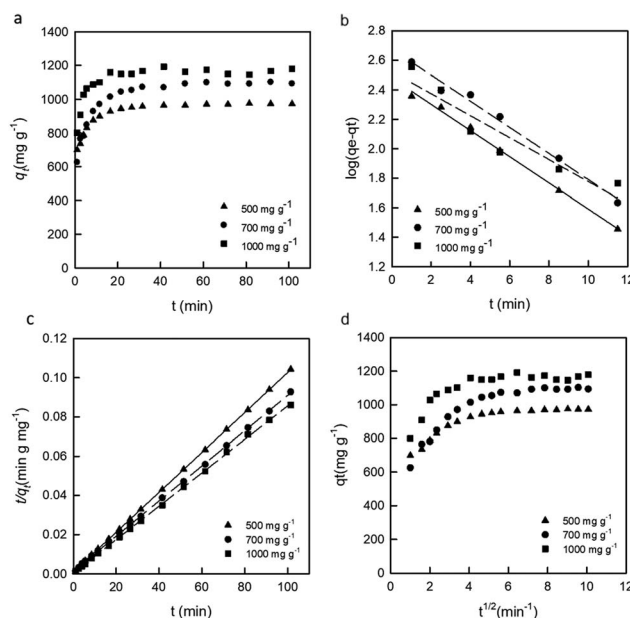 a
1400
1200
1000
800
600
400
200
0
qt(mg g-1)
0 20 40 60 80 100
t (min)
500 mg g-1
700 mg g-1
1000 mg g-1
b
2.8
2.6
2.4
2.2
2.0
1.8
1.6
1.4
1.2
log(qe-qt)
0 2 4 6 8 10 12
t (min)
500 mg g-1
700 mg g-1
1000 mg g-1
c
0.12
0.10
0.08
0.06
0.04
0.02
0.00
t/qt(min g mg-1)
0 20 40 60 80 100
t (min)
500 mg g-1
700 mg g-1
1000 mg g-1
d
1400
1200
1000
800
600
400
200
0
qt(mg g-1)
0 2 4 6 8 10 12
t1/2(min-1)
500 mg g-1
700 mg g-1
1000 mg g-1